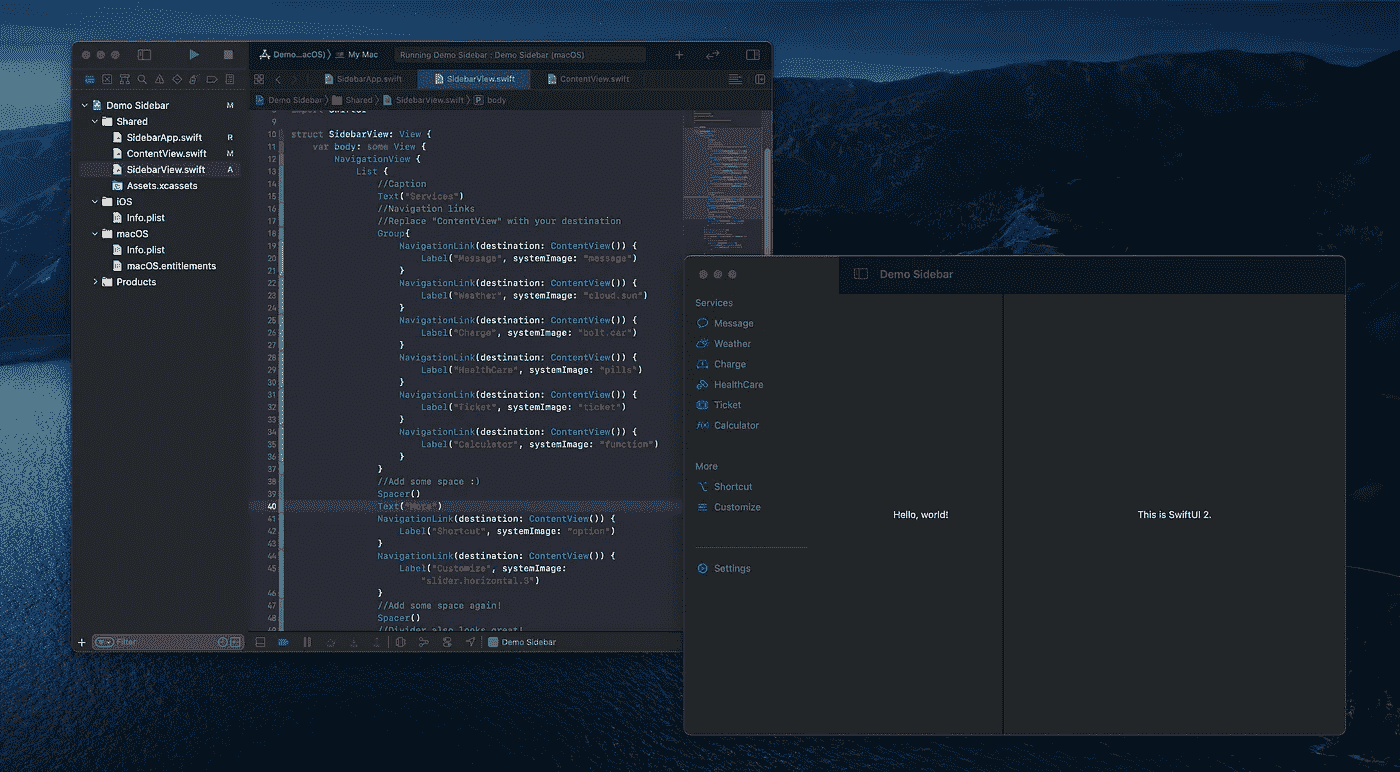 Demo...acOS) 〉 My Mac
Running Demo Sidebar : Demo Sidebar (macOS)
SidebarApp.swift
SidebarView.swift
ContentView.swift
Demo Sidebar 〉 Shared 〉 SidebarView.swift 〉 P body
Demo Sidebar M
Shared
SidebarApp.swift R
ContentView.swift M
SidebarView.swift A
Assets.xcassets
iOS
Info.plist
macOS
Info.plist
macOS.entitlements
Products
Filter
9
10 struct SidebarView: View {
11 var body: some View {
12 NavigationView {
13 List {
14 //Caption
15 Text("Services")
16 //Navigation links
17 //Replace "ContentView" with your destination
18 Group{
19 NavigationLink(destination: ContentView()) {
20 Label("Message", systemImage: "message")
21 }
22 NavigationLink(destination: ContentView()) {
23 Label("Weather", systemImage: "cloud.sun")
24 }
25 NavigationLink(destination: ContentView()) {
26 Label("Charge", systemImage: "bolt.car")
27 }
28 NavigationLink(destination: ContentView()) {
29 Label("HealthCare", systemImage: "pills")
30 }
31 NavigationLink(destination: ContentView()) {
32 Label("Ticket", systemImage: "ticket")
33 }
34 NavigationLink(destination: ContentView()) {
35 Label("Calculator", systemImage: "function")
36 }
37 }
38 //Add some space :)
39 Spacer()
40 Text("More")
41 NavigationLink(destination: ContentView()) {
42 Label("Shortcut", systemImage: "option")
43 }
44 NavigationLink(destination: ContentView()) {
45 Label("Customize", systemImage:
"slider.horizontal.3")
46 }
47 //Add some space again!
48 Spacer()
//Divider also looks great!
Demo Sidebar
Demo Sidebar
Services
Message
Weather
Charge
HealthCare
Ticket
Calculator
More
Shortcut
Customize
Settings
Hello, world!
This is SwiftUI 2.